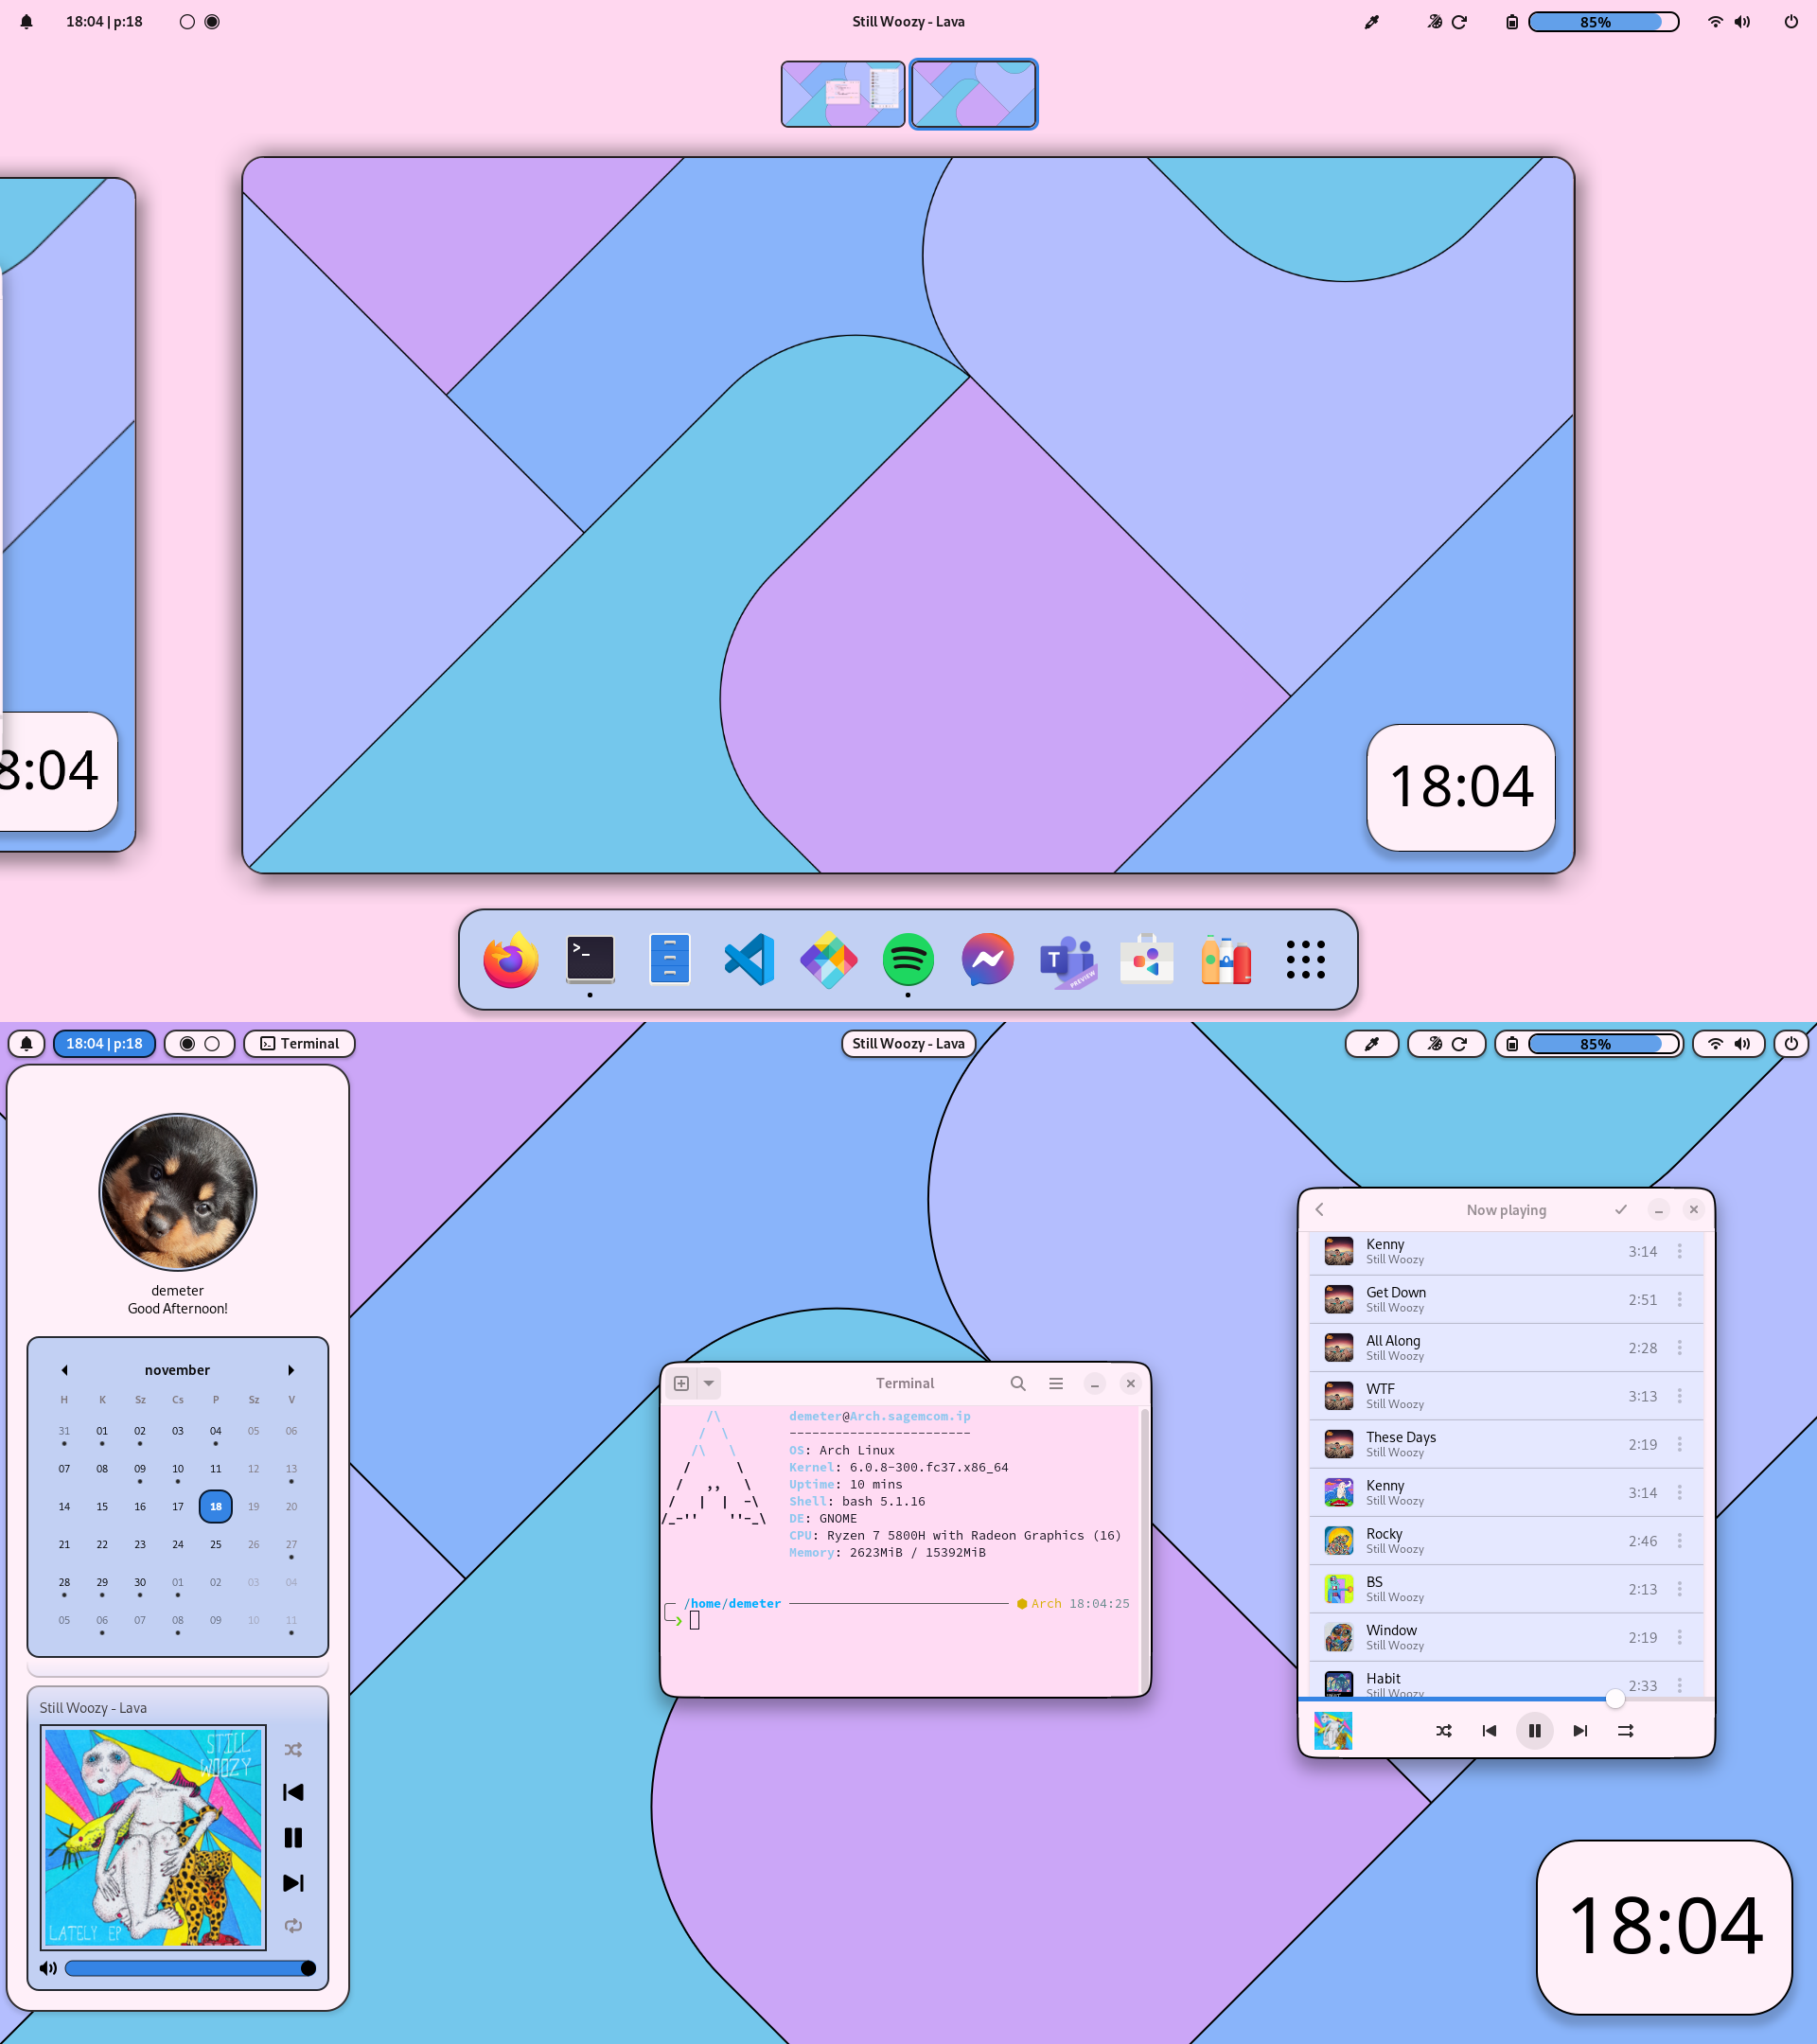 18:04 | p:18
Still Woozy - Lava
85%
8:04
18:04
>_
T
PREVIEW
18:04 | p:18
Terminal
Still Woozy - Lava
85%
demeter
Good Afternoon!
november
H K Sz Cs P Sz V
31 01 02 03 04 05 06
07 08 09 10 11 12 13
14 15 16 17 18 19 20
21 22 23 24 25 26 27
28 29 30 01 02 03 04
05 06 07 08 09 10 11
Still Woozy - Lava
STILL
WOOZY
LATELY EP
Terminal
demeter@Arch.sagemcom.ip
------------------------
OS: Arch Linux
Kernel: 6.0.8-300.fc37.x86_64
Uptime: 10 mins
Shell: bash 5.1.16
DE: GNOME
CPU: Ryzen 7 5800H with Radeon Graphics (16)
Memory: 2623MiB / 15392MiB
/home/demeter
Arch 18:04:25
Now playing
Kenny 3:14
Still Woozy
Get Down 2:51
Still Woozy
All Along 2:28
Still Woozy
WTF 3:13
Still Woozy
These Days 2:19
Still Woozy
Kenny 3:14
Still Woozy
Rocky 2:46
Still Woozy
BS 2:13
Still Woozy
Window 2:19
Still Woozy
Habit 2:33
Still Woozy
18:04